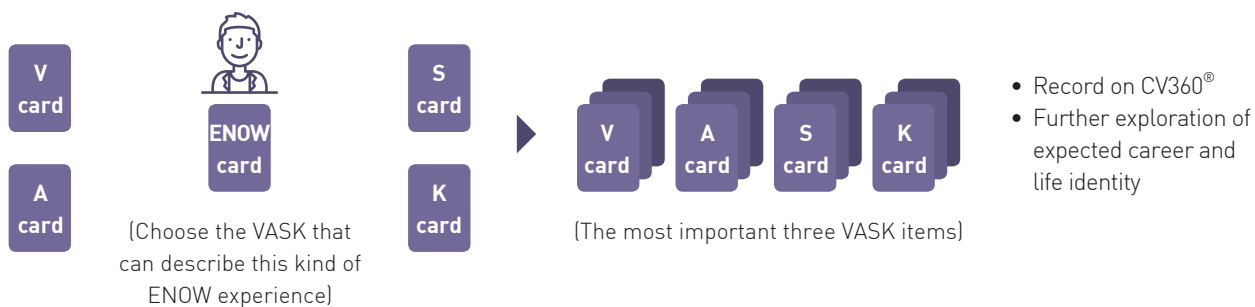 V
card
A
card
ENOW
card
(Choose the VASK that
can describe this kind of
ENOW experience)
S
card
K
card
V
card
A
card
S
card
K
card
(The most important three VASK items)
• Record on CV360®
• Further exploration of
expected career and
life identity